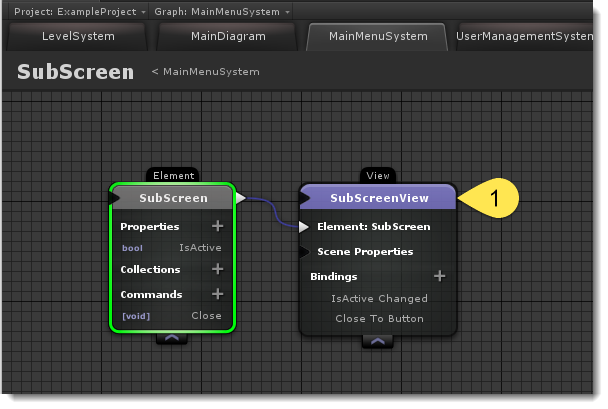 Project: ExampleProject Graph: MainMenuSystem
LevelSystem MainDiagram MainMenuSystem UserManagementSystem
SubScreen < MainMenuSystem
Element
SubScreen
Properties +
bool IsActive
Collections +
Commands +
[void] Close
View
SubScreenView
Element: SubScreen
Scene Properties
Bindings +
IsActive Changed
Close To Button
1